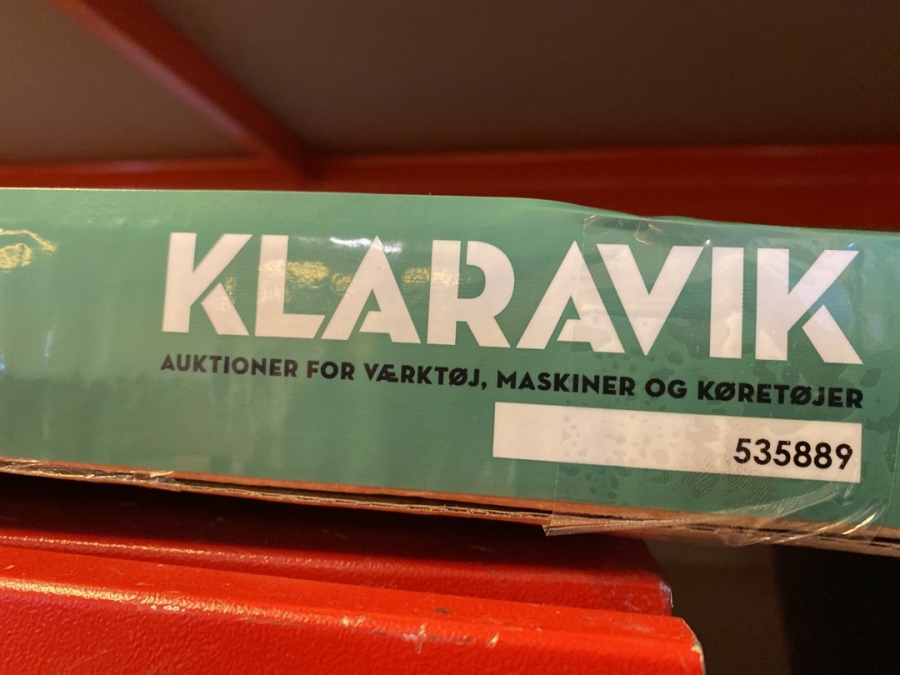 KLARAVIK
AUKTIONER FOR VÆRKTØJ, MASKINER OG KØRETØJER
535889